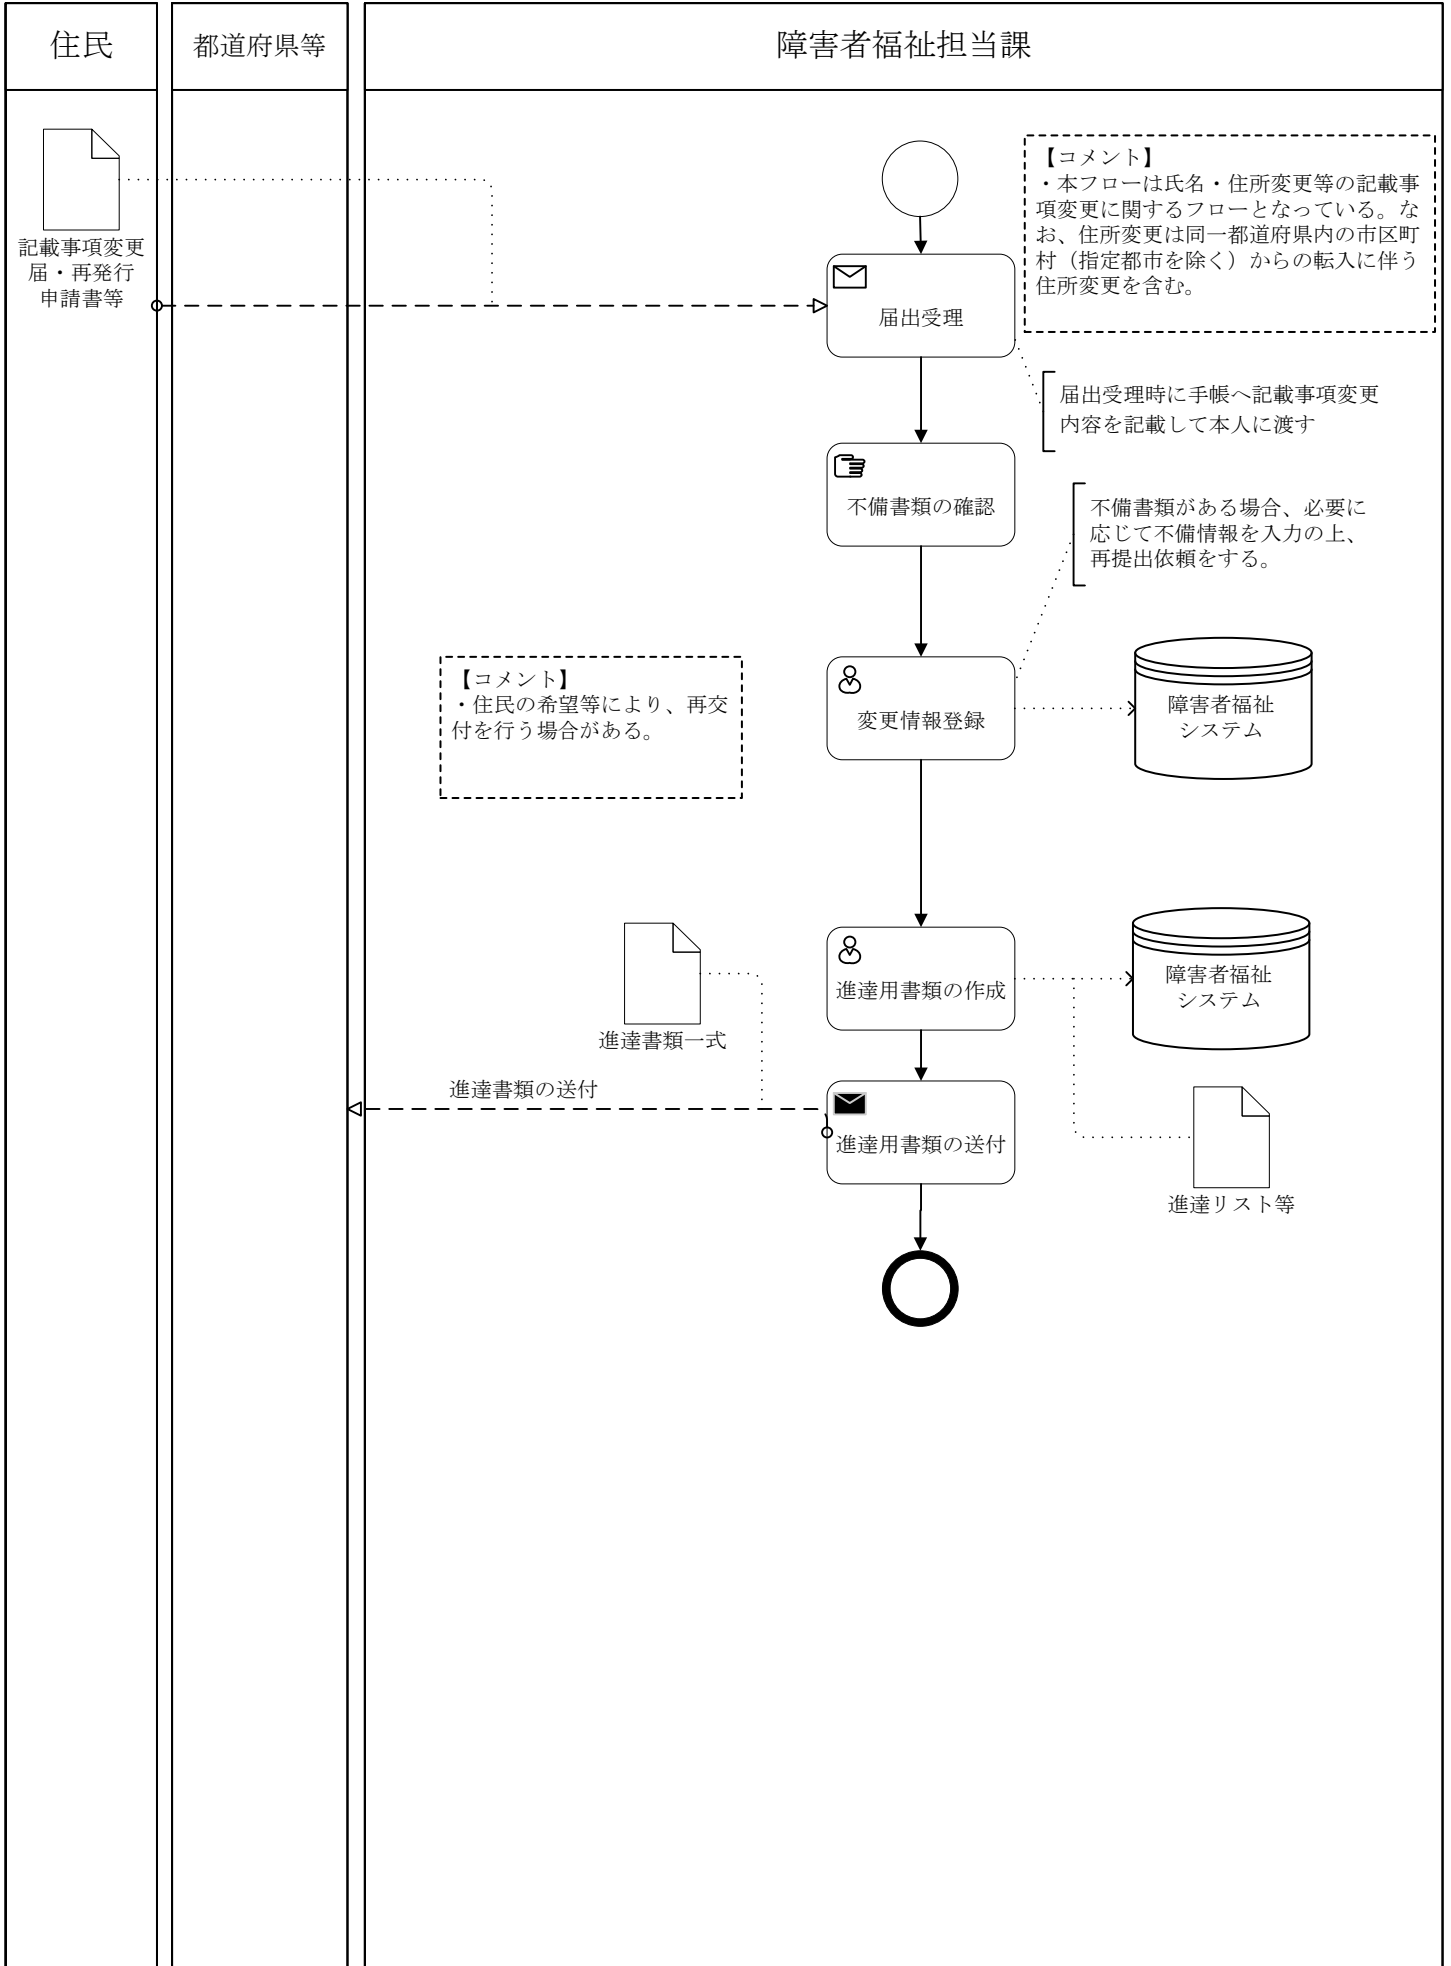 住民
都道府県等
障害者福祉担当課
記載事項変更
届・再発行
申請書等
【コメント】
・本フローは氏名・住所変更等の記載事
項変更に関するフローとなっている。な
お、住所変更は同一都道府県内の市区町
村（指定都市を除く）からの転入に伴う
住所変更を含む。
届出受理
届出受理時に手帳へ記載事項変更
内容を記載して本人に渡す
不備書類の確認
不備書類がある場合、必要に
応じて不備情報を入力の上、
再提出依頼をする。
【コメント】
・住民の希望等により、再交
付を行う場合がある。
変更情報登録
障害者福祉
システム
進達書類一式
進達用書類の作成
障害者福祉
システム
進達書類の送付
進達用書類の送付
進達リスト等